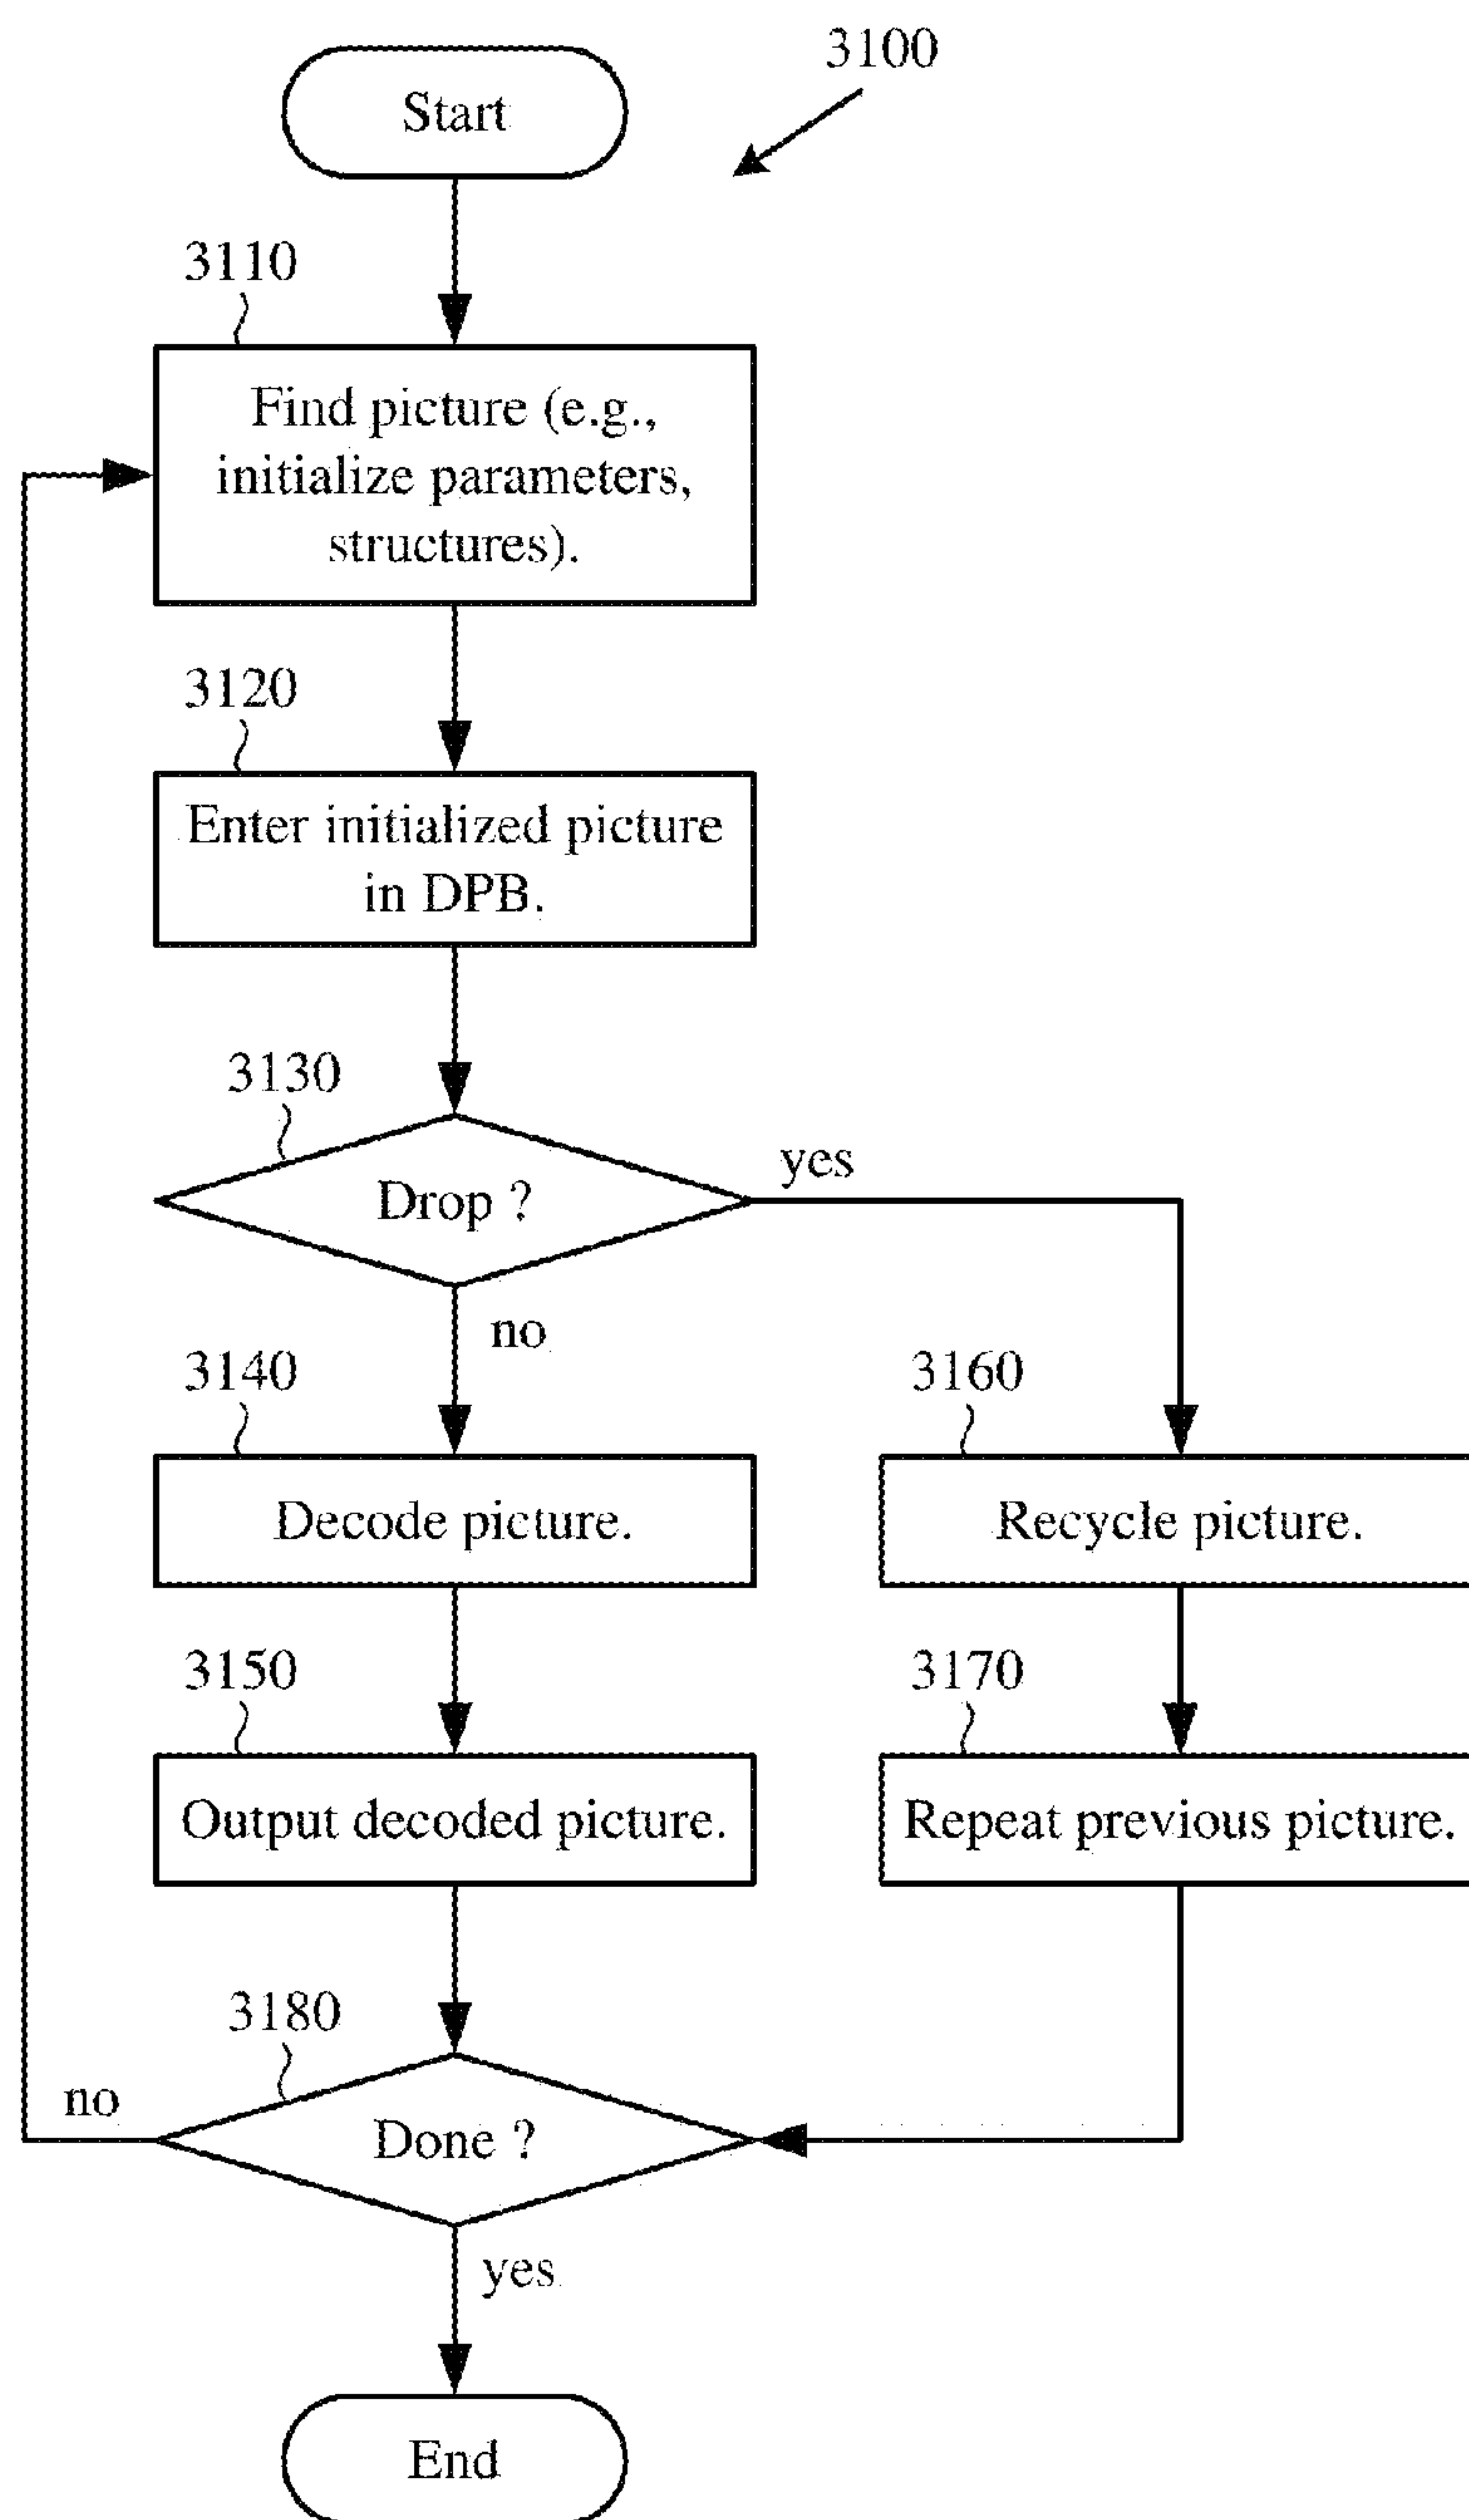 3100
Start
3110
Find picture (e.g.,
initialize parameters,
structures).
3120
Enter initialized picture
in DPB.
3130
Drop ?
yes
no
3140
Decode picture.
3160
Recycle picture.
3150
Output decoded picture.
3170
Repeat previous picture.
3180
Done ?
no
yes
End